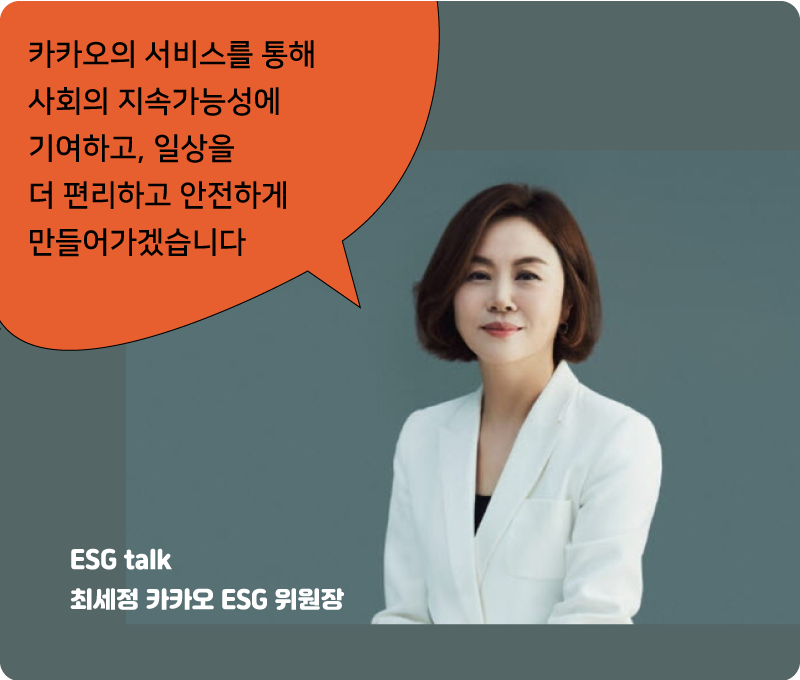 카카오의 서비스를 통해
사회의 지속가능성에
기여하고, 일상을
더 편리하고 안전하게
만들어가겠습니다
ESG talk
최세정 카카오 ESG 위원장